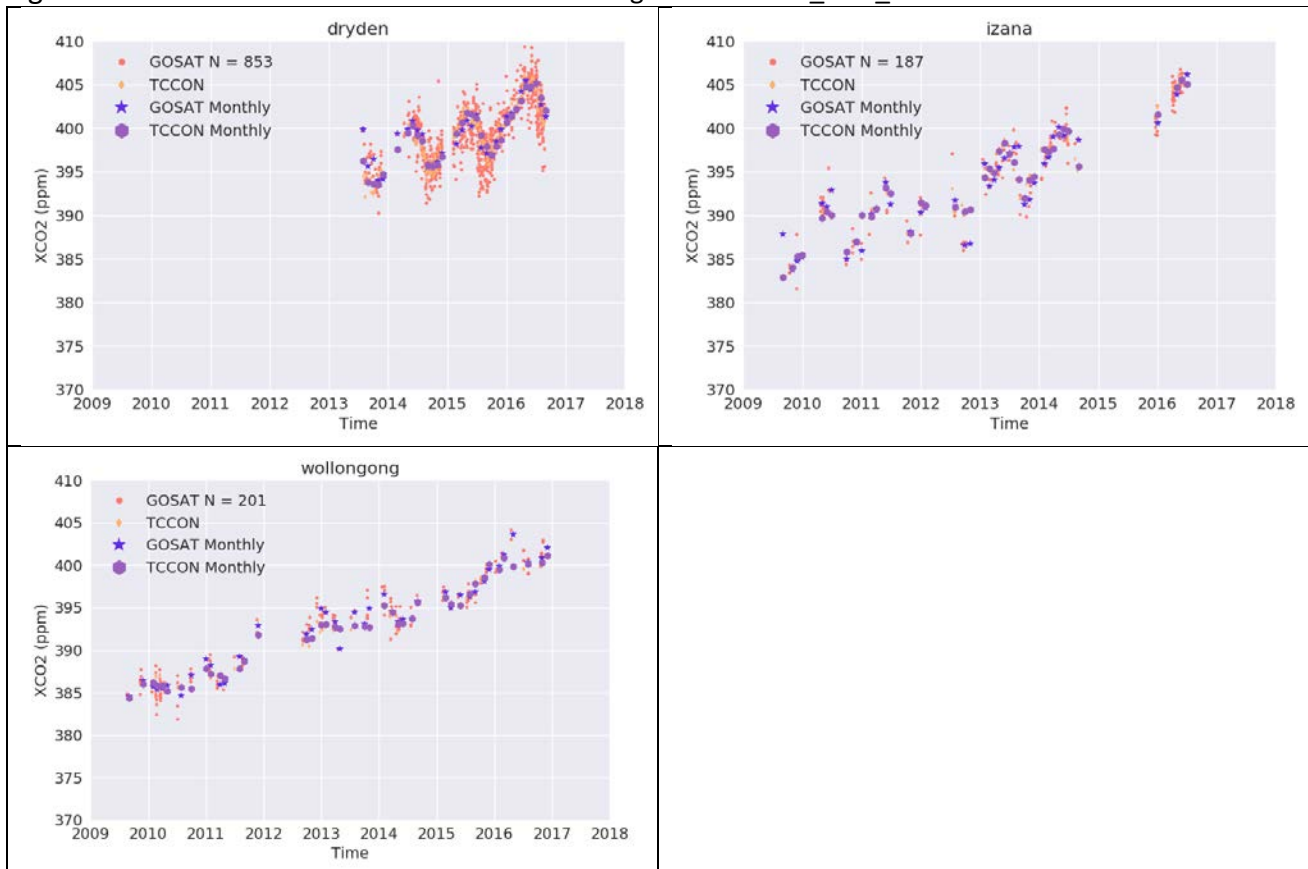 dryden
410
405
400
395
390
385
380
375
370
XCO2 (ppm)
GOSAT N = 853
TCCON
GOSAT Monthly
TCCON Monthly
2009 2010 2011 2012 2013 2014 2015 2016 2017 2018
Time
izana
410
405
400
395
390
385
380
375
370
XCO2 (ppm)
GOSAT N = 187
TCCON
GOSAT Monthly
TCCON Monthly
2009 2010 2011 2012 2013 2014 2015 2016 2017 2018
Time
wollongong
410
405
400
395
390
385
380
375
370
XCO2 (ppm)
GOSAT N = 201
TCCON
GOSAT Monthly
TCCON Monthly
2009 2010 2011 2012 2013 2014 2015 2016 2017 2018
Time